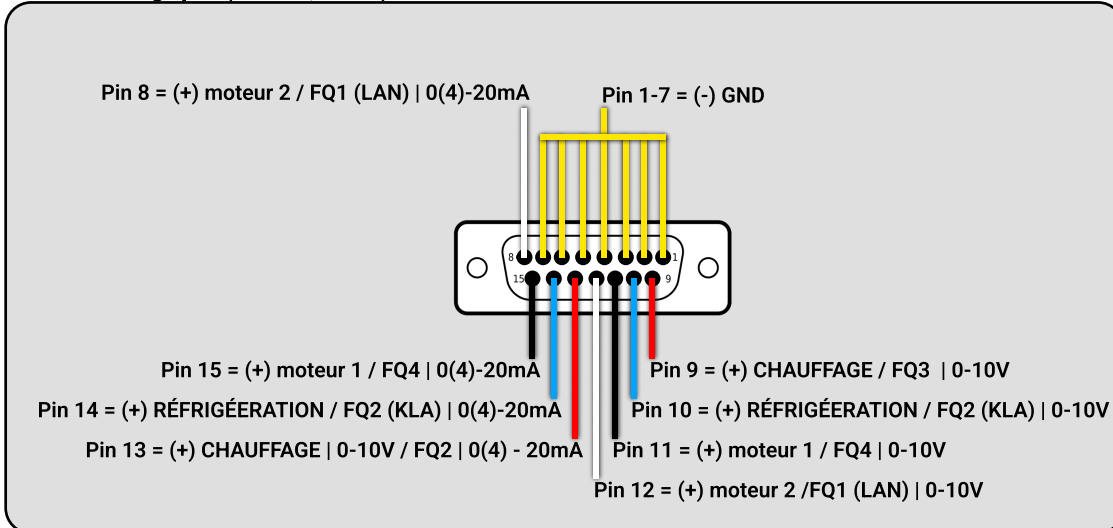 Pin 8 = (+) moteur 2 / FQ1 (LAN) | 0(4)-20mA
Pin 1-7 = (-) GND
8
1
15
9
Pin 15 = (+) moteur 1 / FQ4 | 0(4)-20mA
Pin 9 = (+) CHAUFFAGE / FQ3 | 0-10V
Pin 14 = (+) RÉFRIGÉERATION / FQ2 (KLA) | 0(4)-20mA
Pin 10 = (+) RÉFRIGÉERATION / FQ2 (KLA) | 0-10V
Pin 13 = (+) CHAUFFAGE | 0-10V / FQ2 | 0(4) - 20mA
Pin 11 = (+) moteur 1 / FQ4 | 0-10V
Pin 12 = (+) moteur 2 /FQ1 (LAN) | 0-10V